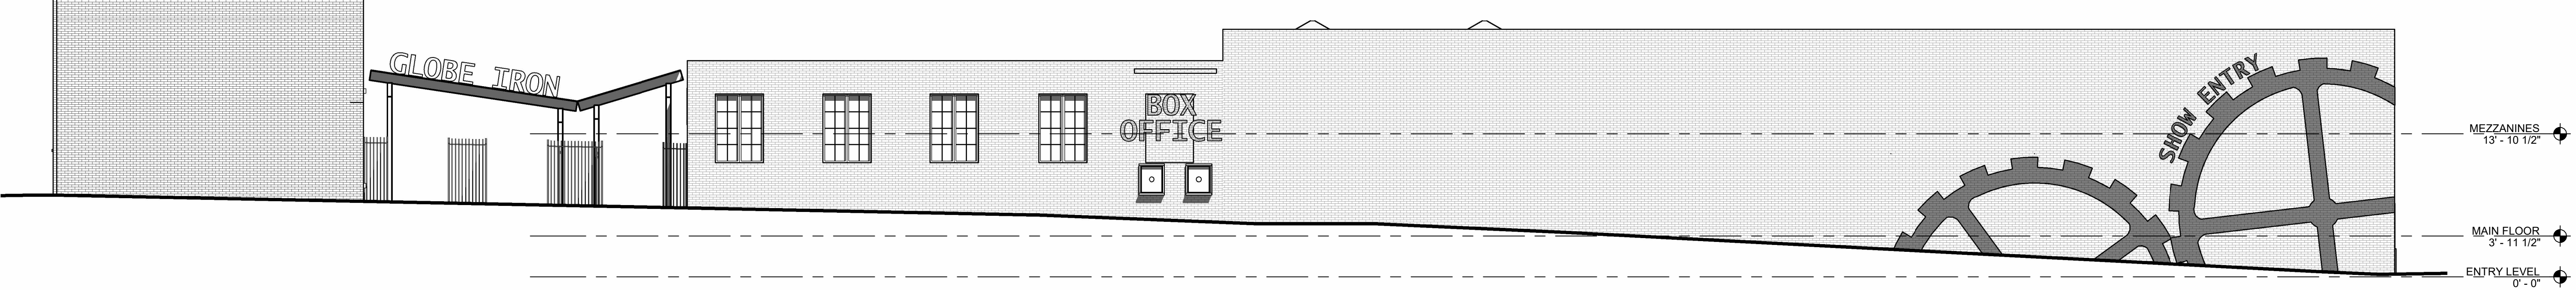 GLOBE IRON
BOX
OFFICE
SHOW ENTRY
MEZZANINES
13' - 10 1/2"
MAIN FLOOR
3' - 11 1/2"
ENTRY LEVEL
0' - 0"